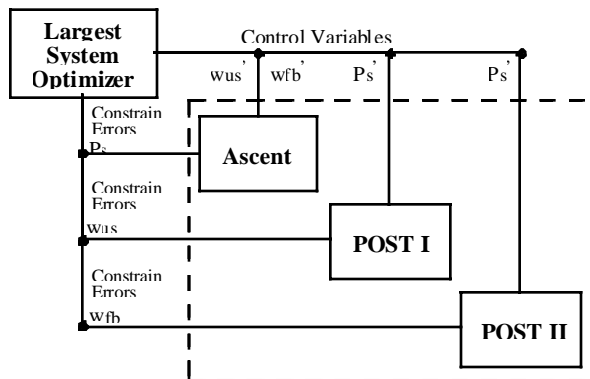 Largest
System
Optimizer
Control Variables
wus' wfb' Ps' Ps'
Constrain
Errors
Ps
Ascent
Constrain
Errors
wus
POST I
Constrain
Errors
wfb
POST II